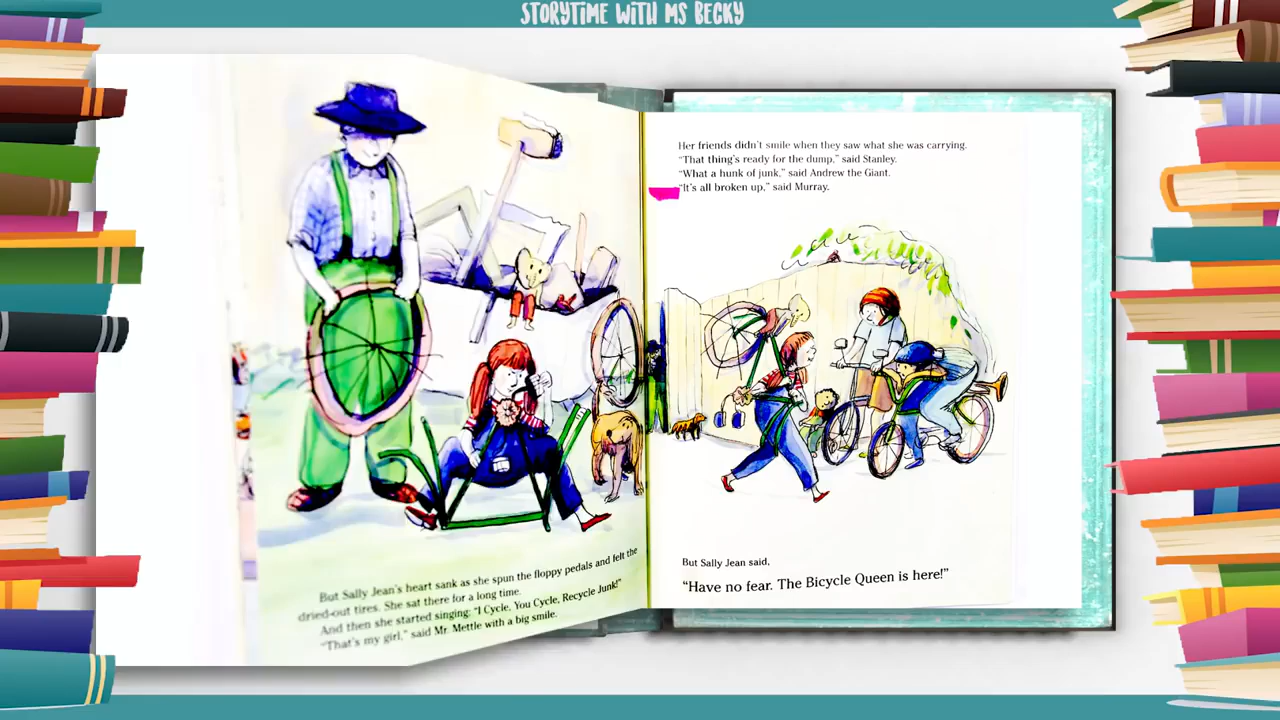 STORYTIME WITH MS BECKY
But Sally Jean's heart sank as she spun the floppy pedals and felt the
dried-out tires. She sat there for a long time.
And then she started singing: "I Cycle, You Cycle, Recycle Junk!"
"That's my girl," said Mr. Mettle with a big smile.
Her friends didn't smile when they saw what she was carrying.
"That thing's ready for the dump," said Stanley.
"What a hunk of junk," said Andrew the Giant.
"It's all broken up," said Murray.
But Sally Jean said,
"Have no fear. The Bicycle Queen is here!"